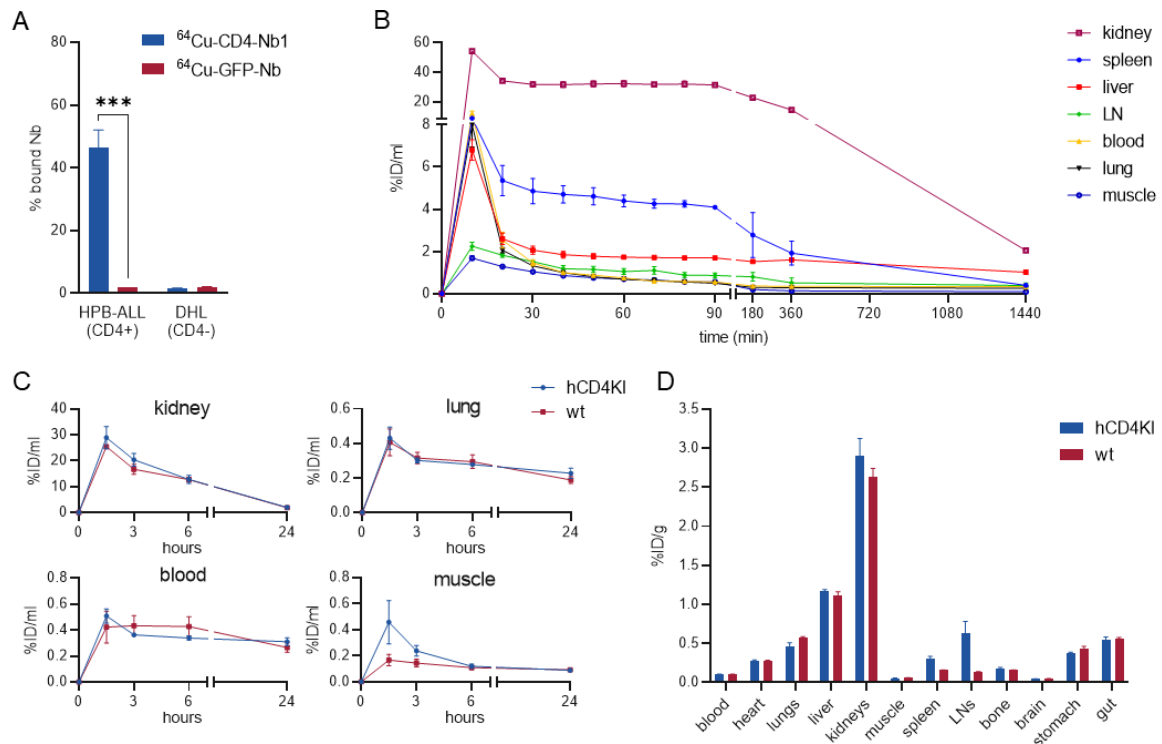 A
80
60
40
20
0
% bound Nb
64Cu-CD4-Nb1
64Cu-GFP-Nb
***
HPB-ALL
(CD4+)
DHL
(CD4-)
B
60
40
20
8
6
4
2
0
%ID/ml
0
30
60
90
180
360
720
1080
1440
time (min)
kidney
spleen
liver
LN
blood
lung
muscle
C
hCD4KI
wt
kidney
40
30
20
10
0
%ID/ml
0
3
6
24
hours
lung
0.6
0.4
0.2
0.0
%ID/ml
0
3
6
24
hours
blood
0.8
0.6
0.4
0.2
0.0
%ID/ml
0
3
6
24
hours
muscle
0.8
0.6
0.4
0.2
0.0
%ID/ml
0
3
6
24
hours
D
3.5
3.0
2.5
2.0
1.5
1.0
0.5
0.0
%ID/g
hCD4KI
wt
blood
heart
lungs
liver
kidneys
muscle
spleen
LNs
bone
brain
stomach
gut